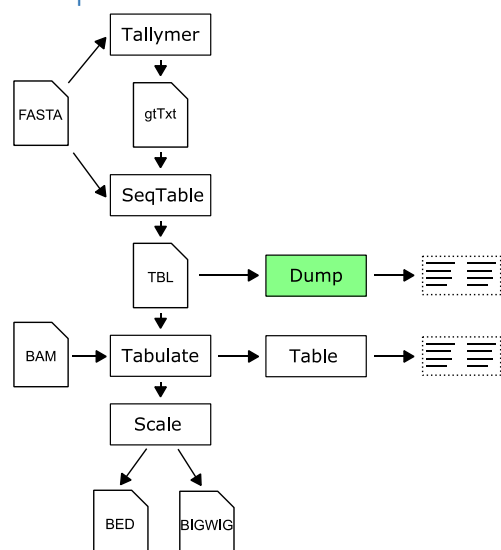 Tallymer
FASTA
gtTxt
SeqTable
TBL
Dump
BAM
Tabulate
Table
Scale
BED
BIGWIG